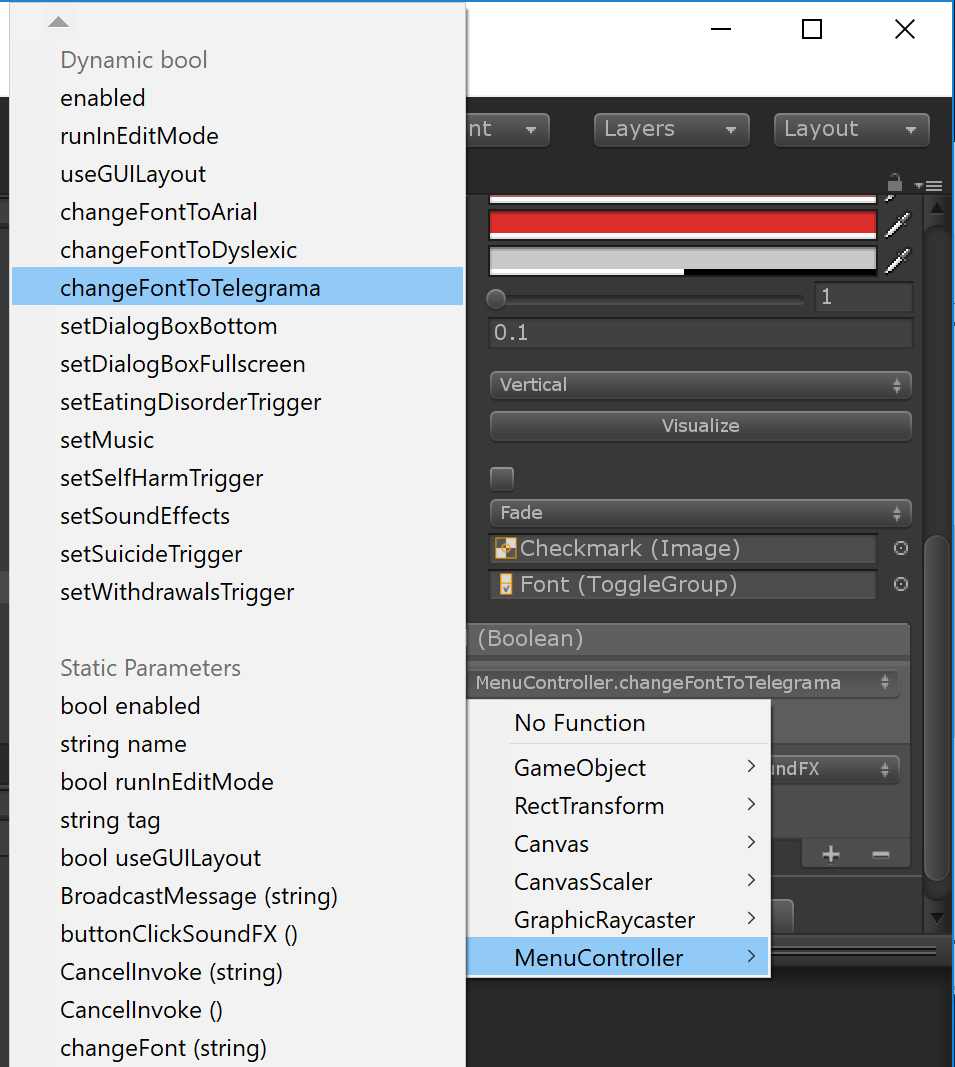 Dynamic bool
enabled
runInEditMode
useGUILayout
changeFontToArial
changeFontToDyslexic
changeFontToTelegrama
setDialogBoxBottom
setDialogBoxFullscreen
setEatingDisorderTrigger
setMusic
setSelfHarmTrigger
setSoundEffects
setSuicideTrigger
setWithdrawalsTrigger
Static Parameters
bool enabled
string name
bool runInEditMode
string tag
bool useGUILayout
BroadcastMessage (string)
buttonClickSoundFX ()
CancelInvoke (string)
CancelInvoke ()
changeFont (string)
nt
Layers
Layout
1
0.1
Vertical
Visualize
Fade
Checkmark (Image)
Font (ToggleGroup)
(Boolean)
MenuController.changeFontToTelegrama
No Function
GameObject
RectTransform
Canvas
CanvasScaler
GraphicRaycaster
MenuController
undFX